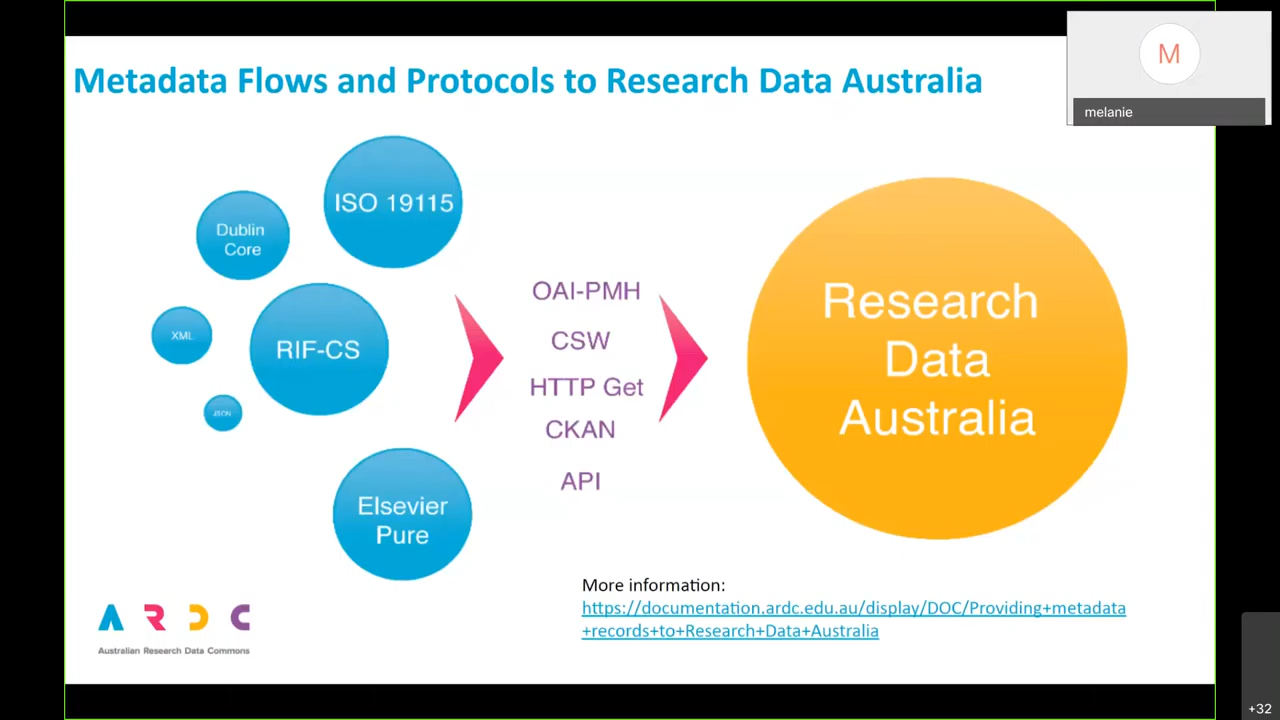 Metadata Flows and Protocols to Research Data Australia
M
melanie
ISO 19115
Dublin
Core
XML
RIF-CS
JSON
Elsevier
Pure
OAI-PMH
CSW
HTTP Get
CKAN
API
Research
Data
Australia
More information:
https://documentation.ardc.edu.au/display/DOC/Providing+metadata
+records+to+Research+Data+Australia
ARDC
Australian Research Data Commons
+32